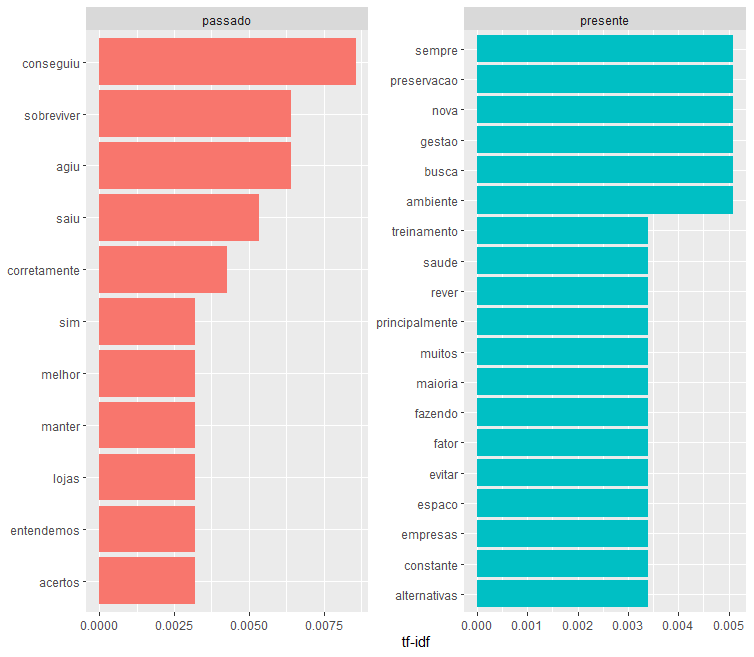 passado
conseguiu
sobreviver
agiu
saiu
corretamente
sim
melhor
manter
lojas
entendemos
acertos
0.0000 0.0025 0.0050 0.0075
presente
sempre
preservacao
nova
gestao
busca
ambiente
treinamento
saude
rever
principalmente
muitos
maioria
fazendo
fator
evitar
espaco
empresas
constante
alternativas
0.000 0.001 0.002 0.003 0.004 0.005
tf-idf